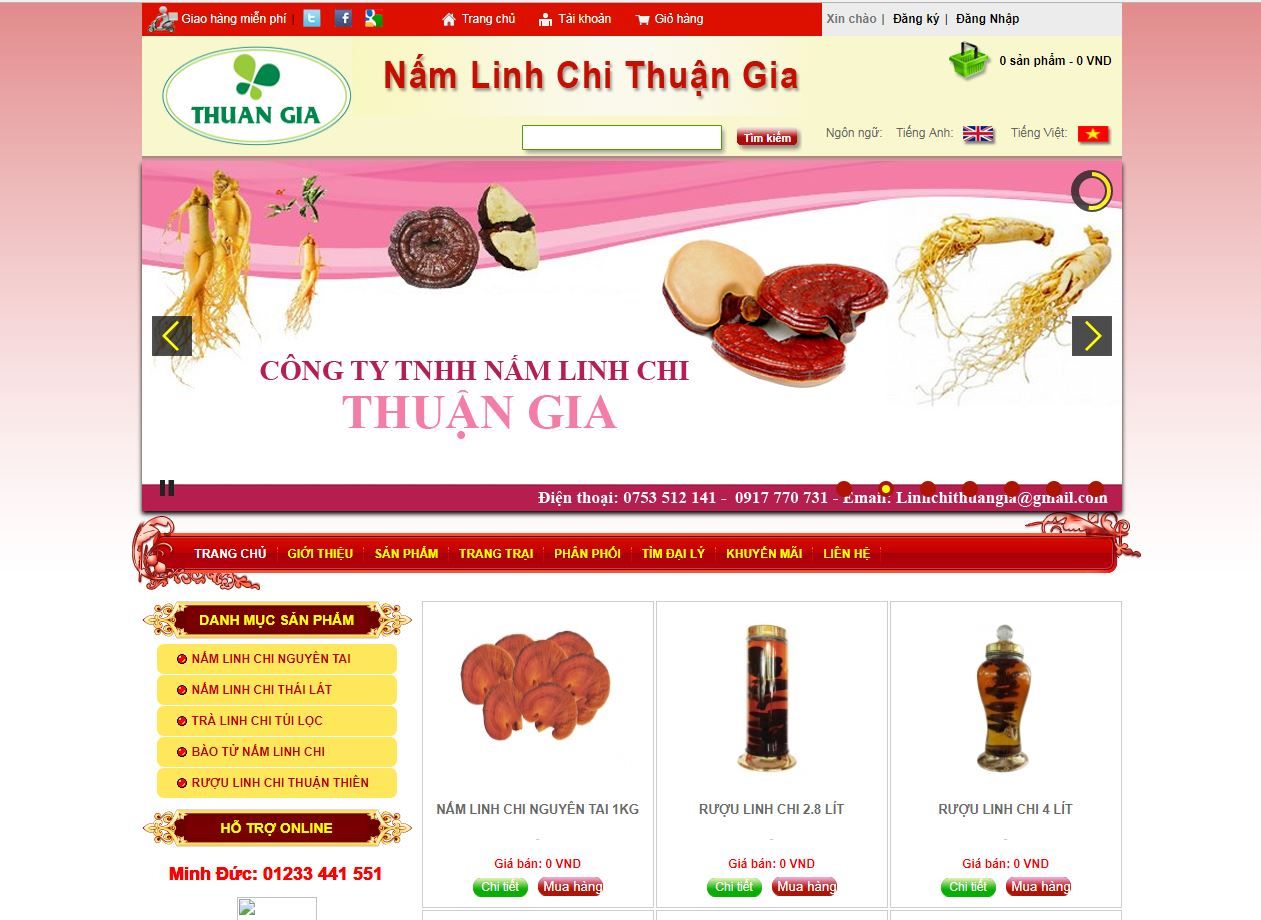 Giao hàng miễn phí |
Trang chủ
Tài khoản
Giỏ hàng
Xin chào | Đăng ký | Đăng Nhập
THUAN GIA
Nấm Linh Chi Thuận Gia
0 sản phẩm - 0 VND
Tìm kiếm
Ngôn ngữ:
Tiếng Anh:
Tiếng Việt:
CÔNG TY TNHH NẤM LINH CHI
THUẬN GIA
Điện thoại: 0753 512 141 - 0917 770 731 - Email: Linhchithuangia@gmail.com
TRANG CHỦ
GIỚI THIỆU
SẢN PHẨM
TRANG TRẠI
PHÂN PHỐI
TÌM ĐẠI LÝ
KHUYẾN MÃI
LIÊN HỆ
DANH MỤC SẢN PHẨM
NẤM LINH CHI NGUYÊN TAI
NẤM LINH CHI THÁI LÁT
TRÀ LINH CHI TÚI LỌC
BÀO TỬ NẤM LINH CHI
RƯỢU LINH CHI THUẬN THIÊN
HỖ TRỢ ONLINE
Minh Đức: 01233 441 551
NẤM LINH CHI NGUYÊN TAI 1KG
-
Giá bán: 0 VND
Chi tiết
Mua hàng
RƯỢU LINH CHI 2.8 LÍT
-
Giá bán: 0 VND
Chi tiết
Mua hàng
RƯỢU LINH CHI 4 LÍT
-
Giá bán: 0 VND
Chi tiết
Mua hàng